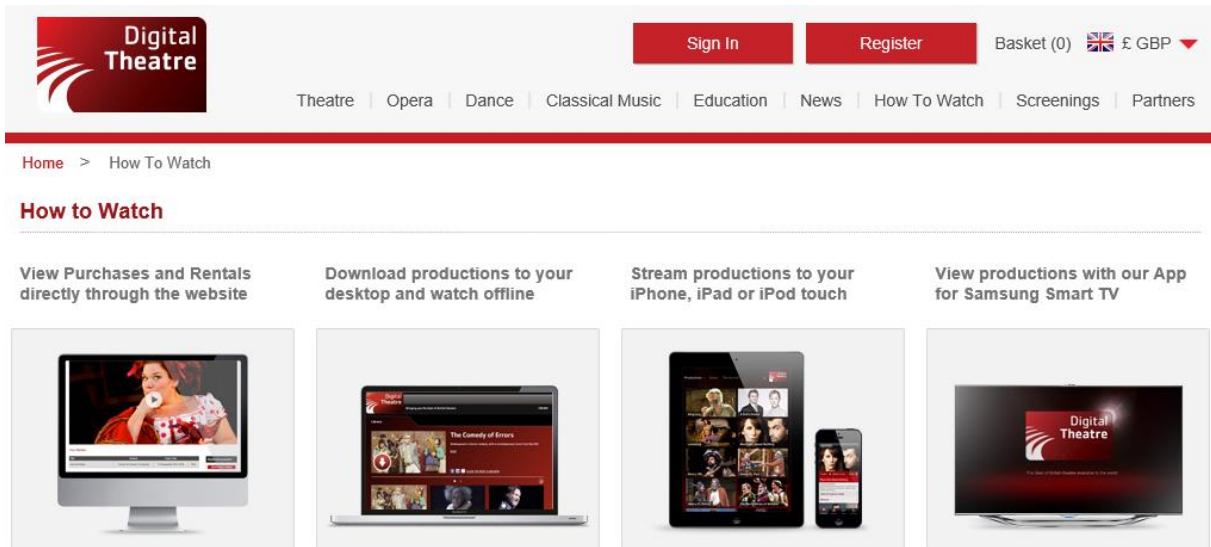 Digital
Theatre
Sign In
Register
Basket (0)
£ GBP
Theatre
Opera
Dance
Classical Music
Education
News
How To Watch
Screenings
Partners
Home > How To Watch
How to Watch
View Purchases and Rentals
directly through the website
Download productions to your
desktop and watch offline
Stream productions to your
iPhone, iPad or iPod touch
View productions with our App
for Samsung Smart TV
Digital
Theatre
The Comedy of Errors
Digital
Theatre